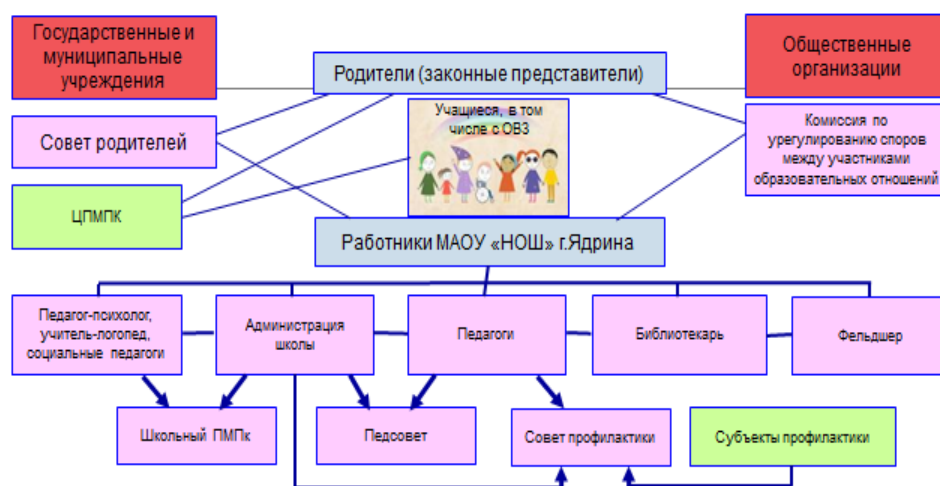 Государственные и
муниципальные
учреждения
Родители (законные представители)
Общественные
организации
Учащиеся, в том
числе с ОВЗ
Совет родителей
Комиссия по
урегулированию споров
между участниками
образовательных отношений
ЦПМПК
Работники МАОУ «НОШ» г.Ядрина
Педагог-психолог,
учитель-логопед,
социальные педагоги
Администрация
школы
Педагоги
Библиотекарь
Фельдшер
Школьный ПМПк
Педсовет
Совет профилактики
Субъекты профилактики